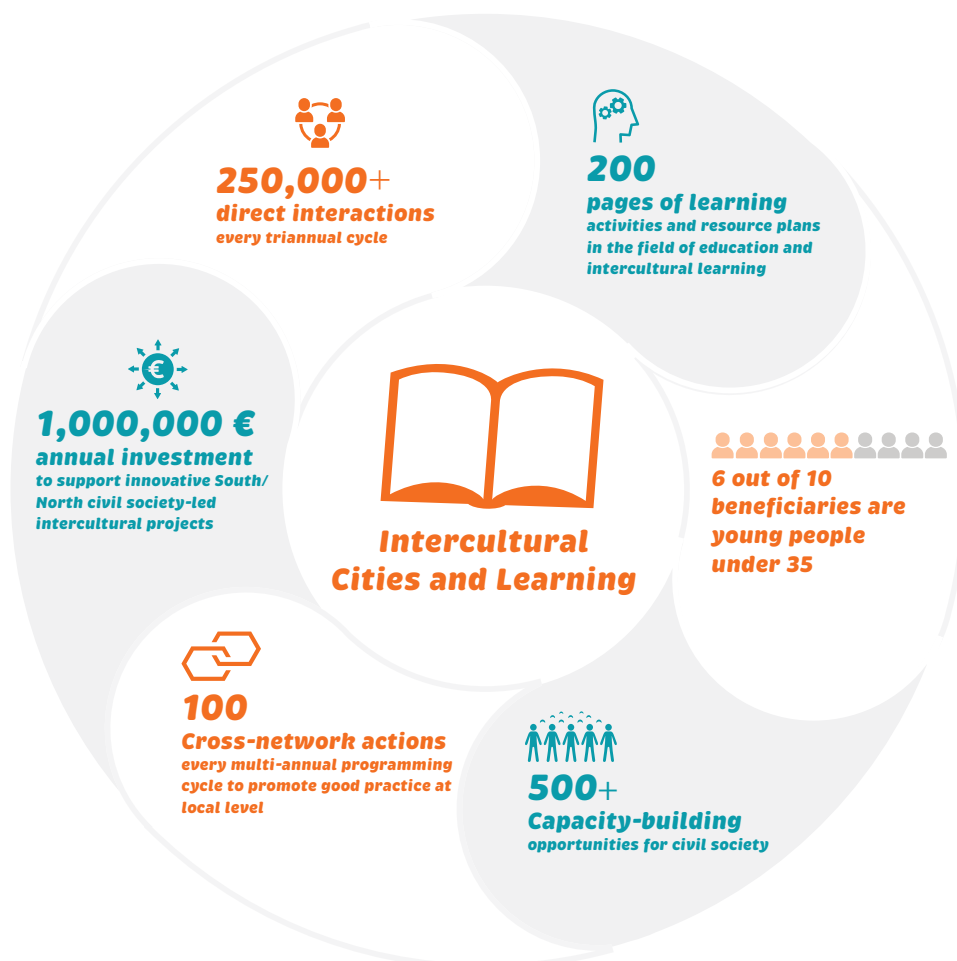 250,000+
direct interactions
every triannual cycle
200
pages of learning
activities and resource plans
in the field of education and
intercultural learning
€
1,000,000 €
annual investment
to support innovative South/
North civil society-led
intercultural projects
6 out of 10
beneficiaries are
young people
under 35
Intercultural
Cities and Learning
100
Cross-network actions
every multi-annual programming
cycle to promote good practice at
local level
500+
Capacity-building
opportunities for civil society